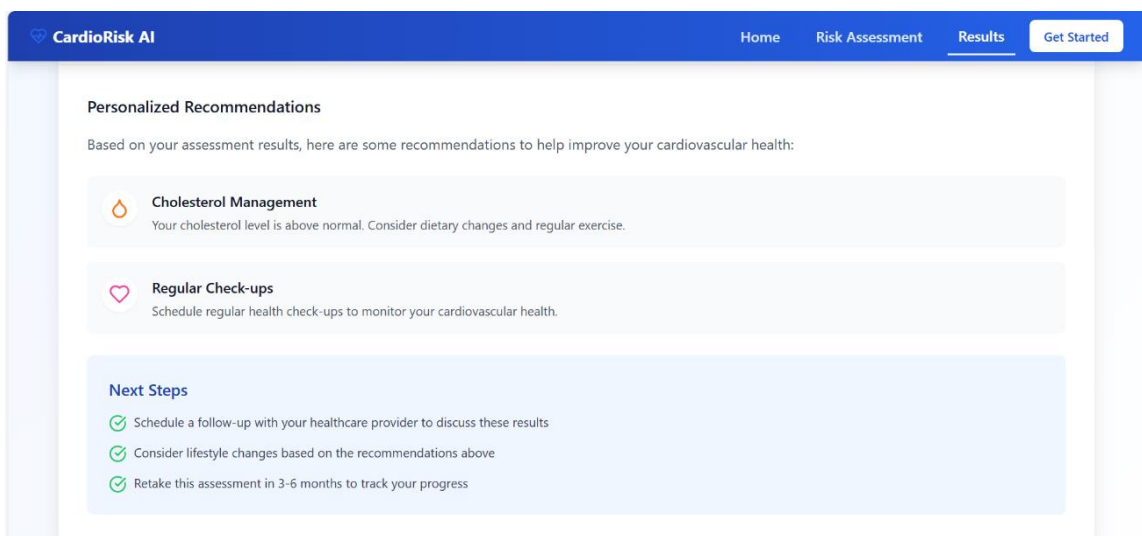 CardioRisk AI
Home
Risk Assessment
Results
Get Started
Personalized Recommendations
Based on your assessment results, here are some recommendations to help improve your cardiovascular health:
Cholesterol Management
Your cholesterol level is above normal. Consider dietary changes and regular exercise.
Regular Check-ups
Schedule regular health check-ups to monitor your cardiovascular health.
Next Steps
Schedule a follow-up with your healthcare provider to discuss these results
Consider lifestyle changes based on the recommendations above
Retake this assessment in 3-6 months to track your progress